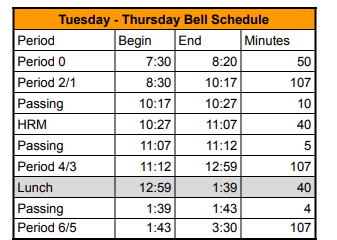 Tuesday - Thursday Bell Schedule
Period Begin End Minutes
Period 0 7:30 8:20 50
Period 2/1 8:30 10:17 107
Passing 10:17 10:27 10
HRM 10:27 11:07 40
Passing 11:07 11:12 5
Period 4/3 11:12 12:59 107
Lunch 12:59 1:39 40
Passing 1:39 1:43 4
Period 6/5 1:43 3:30 107